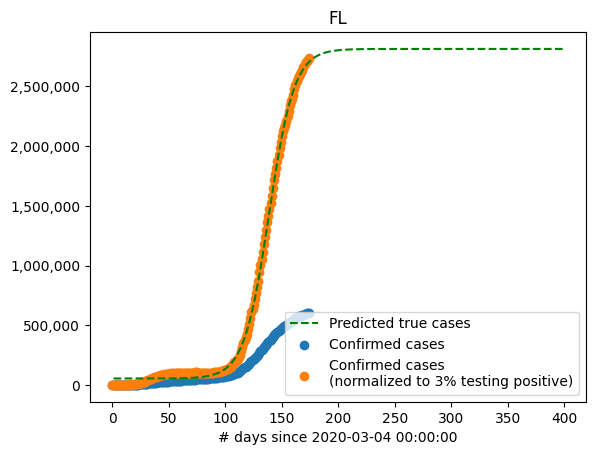 FL
2,500,000
2,000,000
1,500,000
1,000,000
500,000
0
Predicted true cases
Confirmed cases
Confirmed cases
(normalized to 3% testing positive)
0 50 100 150 200 250 300 350 400
# days since 2020-03-04 00:00:00